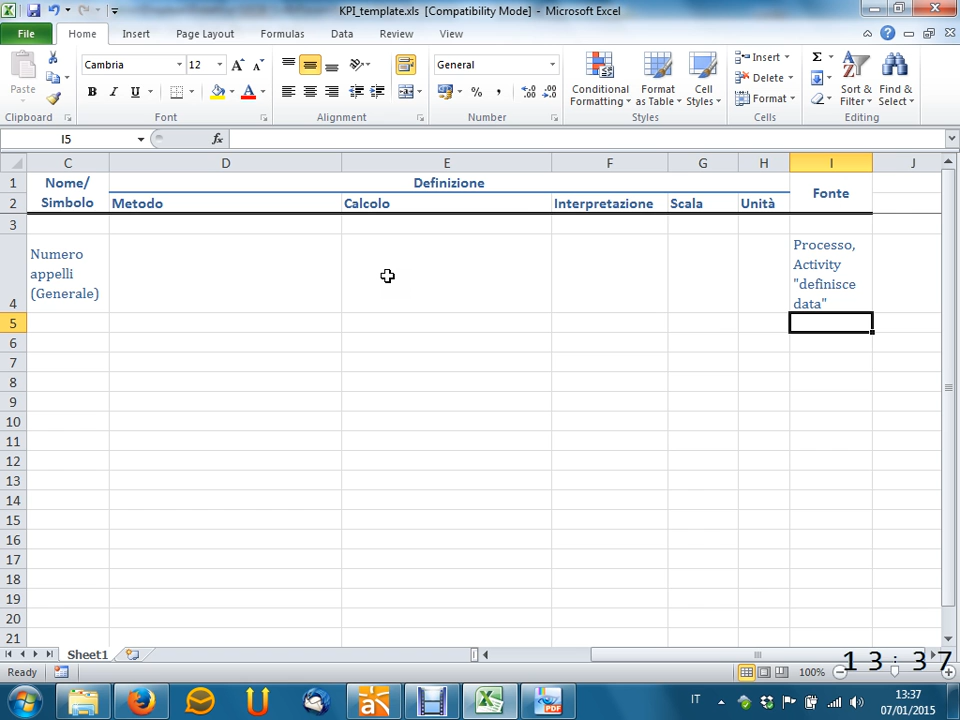 KPI_template.xls [Compatibility Mode] - Microsoft Excel
File Home Insert Page Layout Formulas Data Review View
Cambria 12 General
Paste
Conditional Formatting
Format as Table
Cell Styles
Insert
Delete
Format
Sort & Filter
Find & Select
Clipboard Font Alignment Number Styles Cells Editing
I5 fx
C D E F G H I J
1 Nome/ Simbolo Definizione Fonte
2 Metodo Calcolo Interpretazione Scala Unità
3
4 Numero appelli (Generale) Processo, Activity "definisce data"
5
6
7
8
9
10
11
12
13
14
15
16
17
18
19
20
21
Sheet1
Ready 100% 13:37
IT 13:37
07/01/2015
PDF